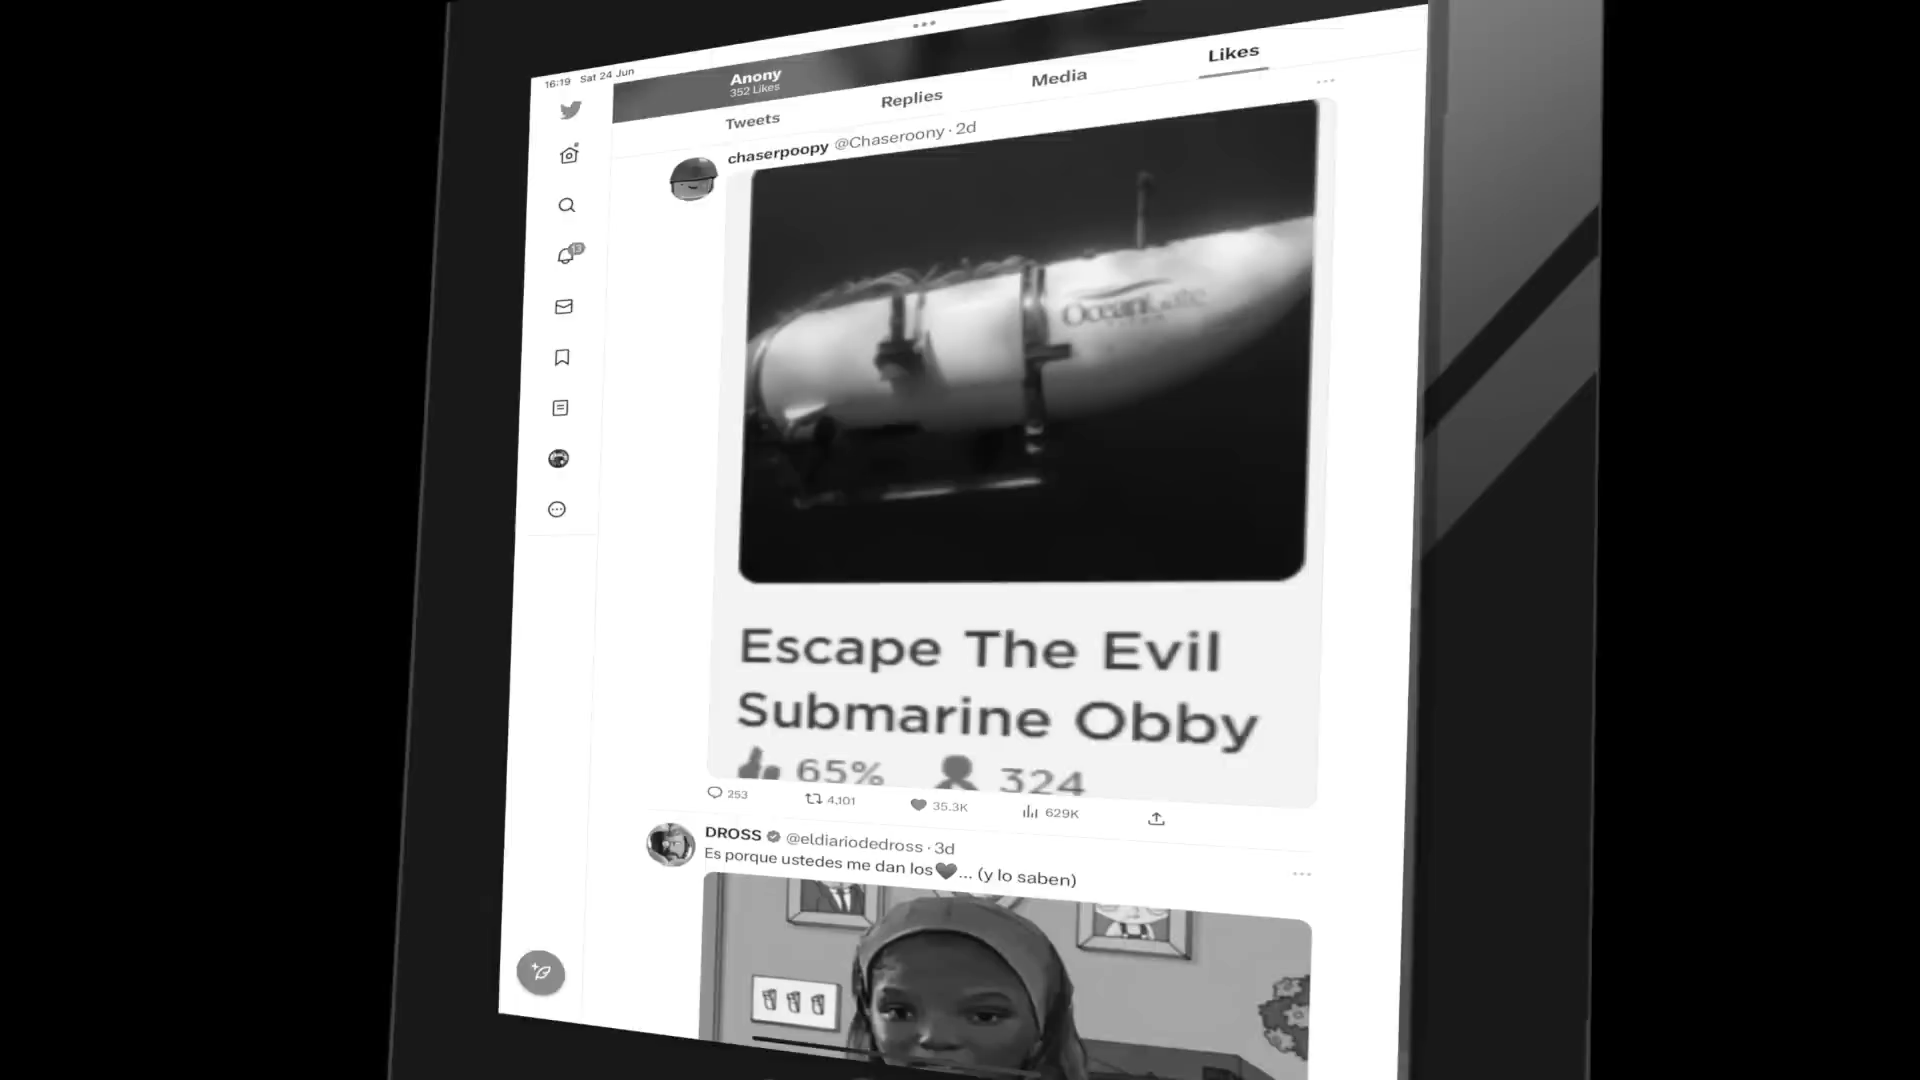 16:19 Sat 24 Jun
Anony
352 Likes
Tweets
Replies
Media
Likes
chaserpoopy @Chaseroony · 2d
OceanGate
13
Escape The Evil
Submarine Obby
65% 324
253 4,101 35.3K 629K
DROSS @eldiariodedross · 3d
Es porque ustedes me dan los🖤... (y lo saben)